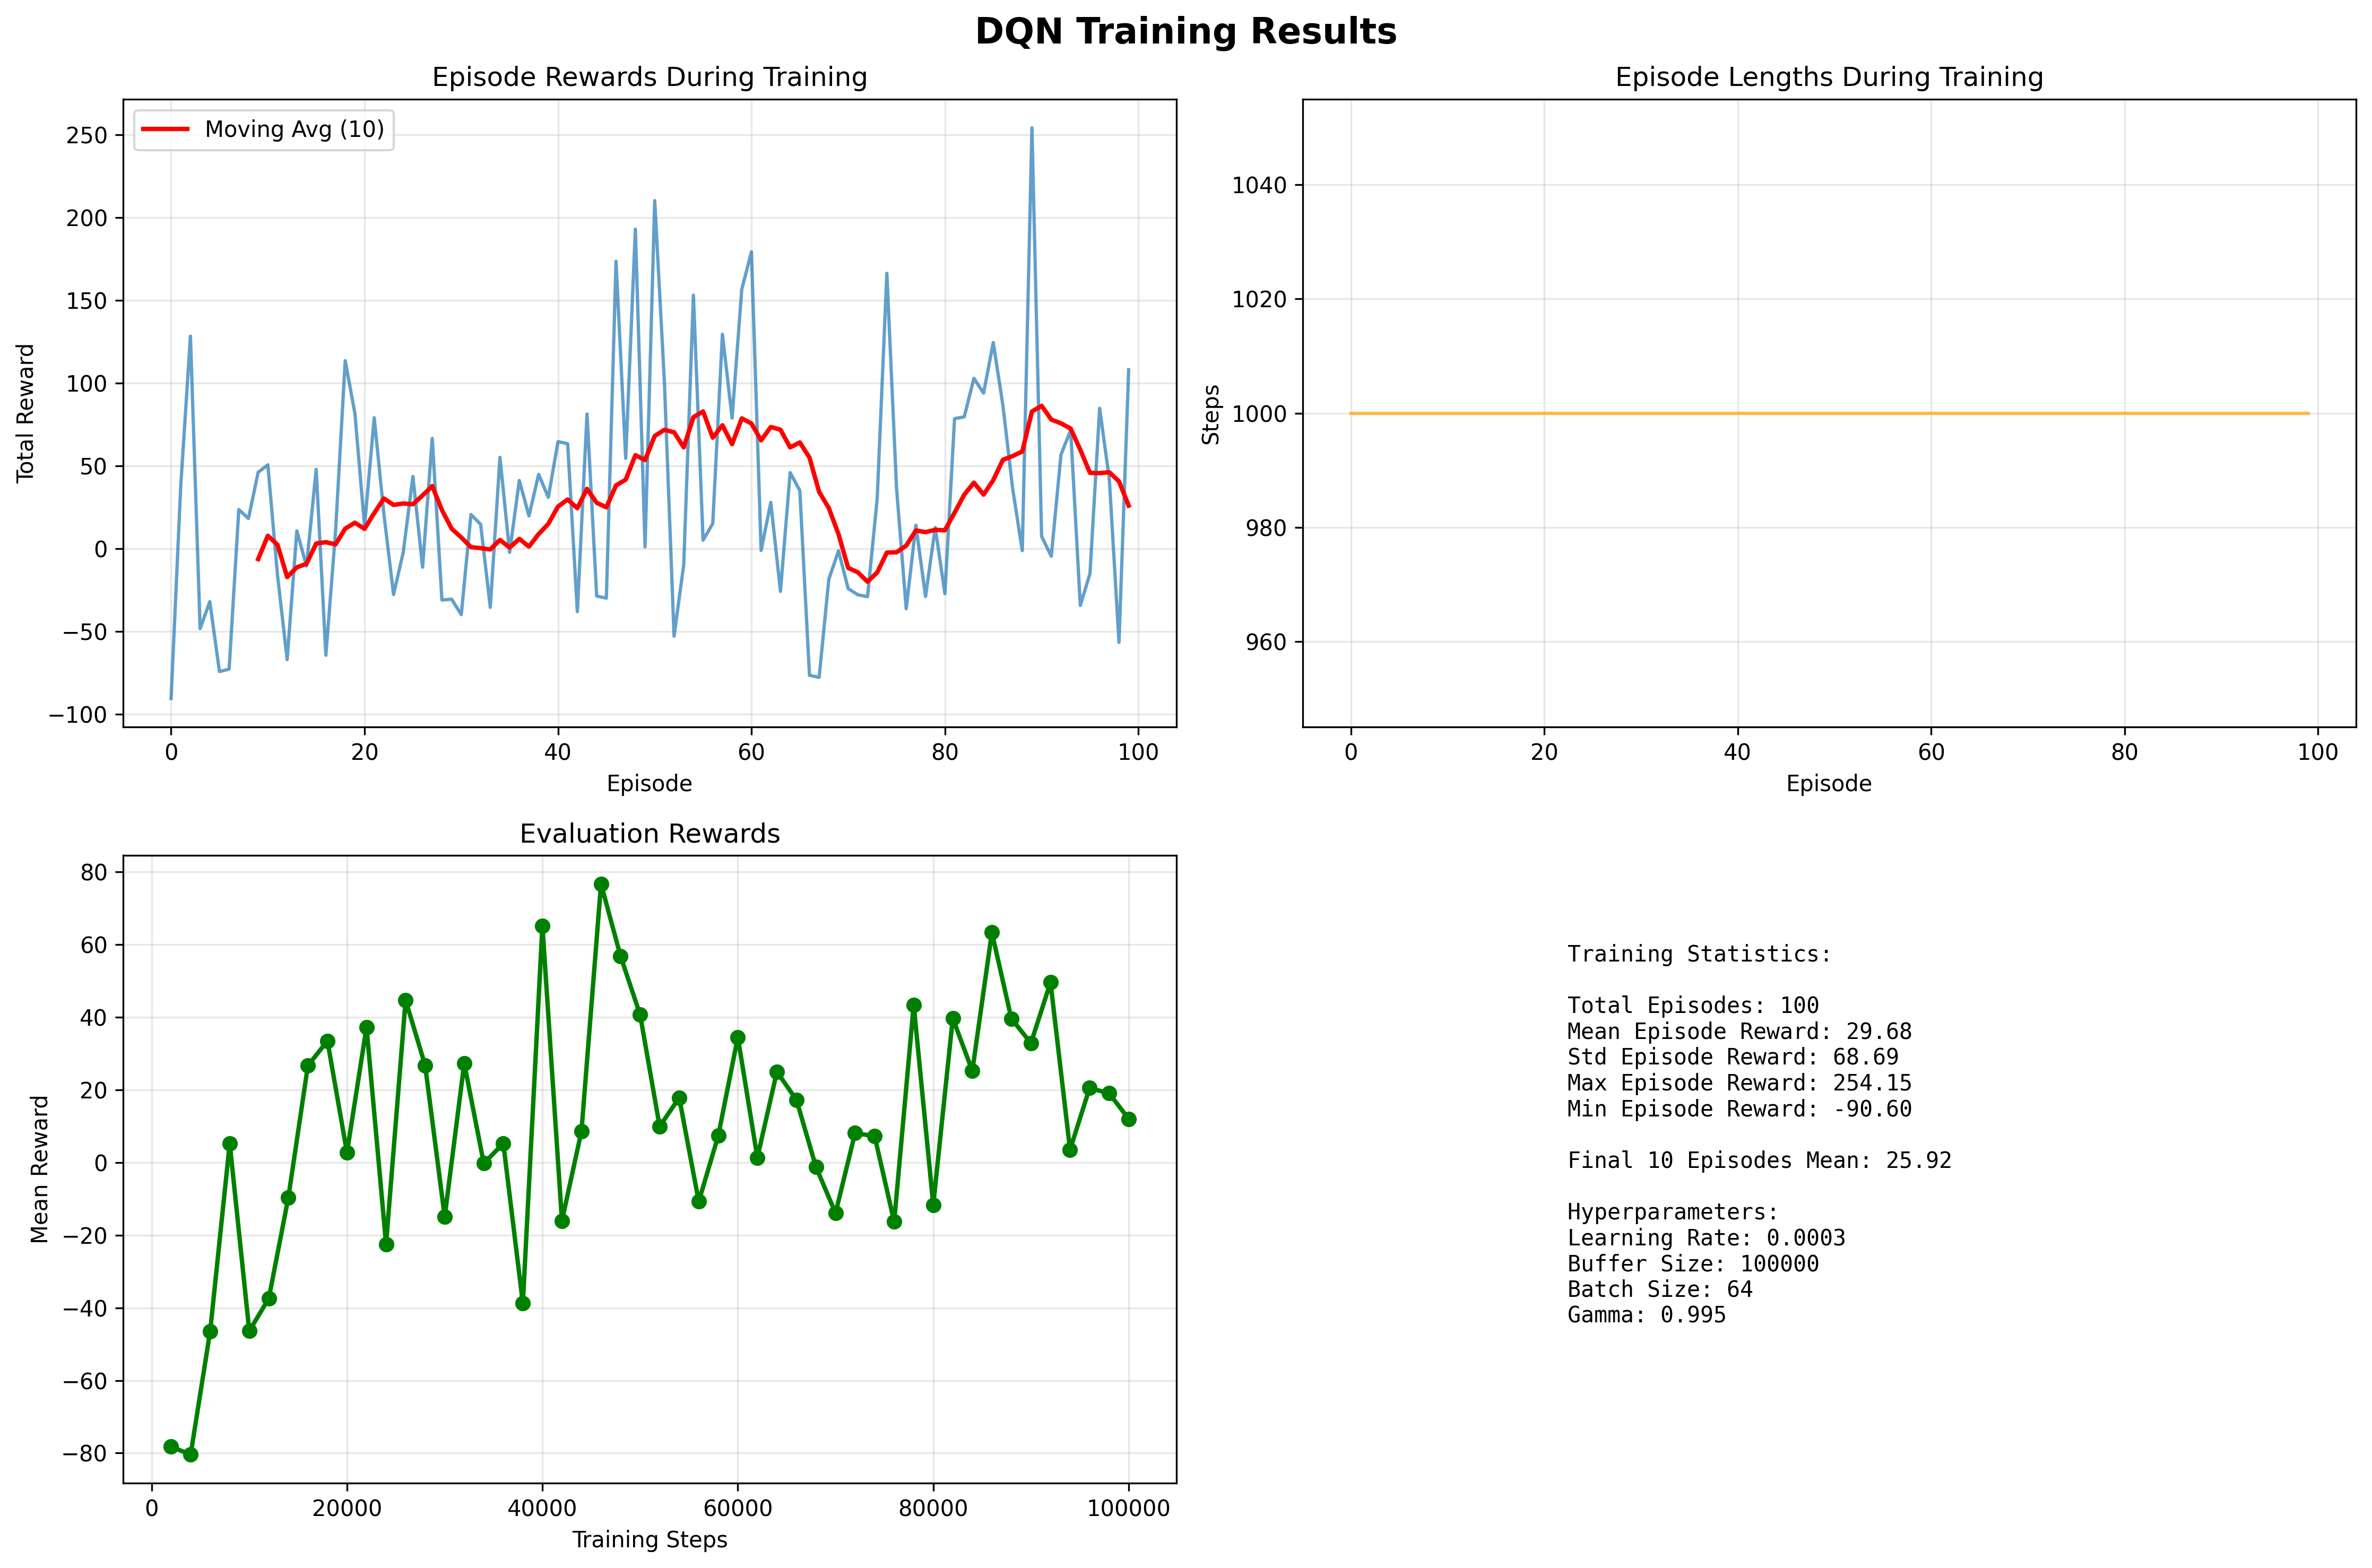 DQN Training Results
Episode Rewards During Training
Moving Avg (10)
250
200
150
100
50
0
−50
−100
Total Reward
0 20 40 60 80 100
Episode
Episode Lengths During Training
1040
1020
1000
980
960
Steps
0 20 40 60 80 100
Episode
Evaluation Rewards
80
60
40
20
0
−20
−40
−60
−80
Mean Reward
0 20000 40000 60000 80000 100000
Training Steps
Training Statistics:
Total Episodes: 100
Mean Episode Reward: 29.68
Std Episode Reward: 68.69
Max Episode Reward: 254.15
Min Episode Reward: -90.60
Final 10 Episodes Mean: 25.92
Hyperparameters:
Learning Rate: 0.0003
Buffer Size: 100000
Batch Size: 64
Gamma: 0.995